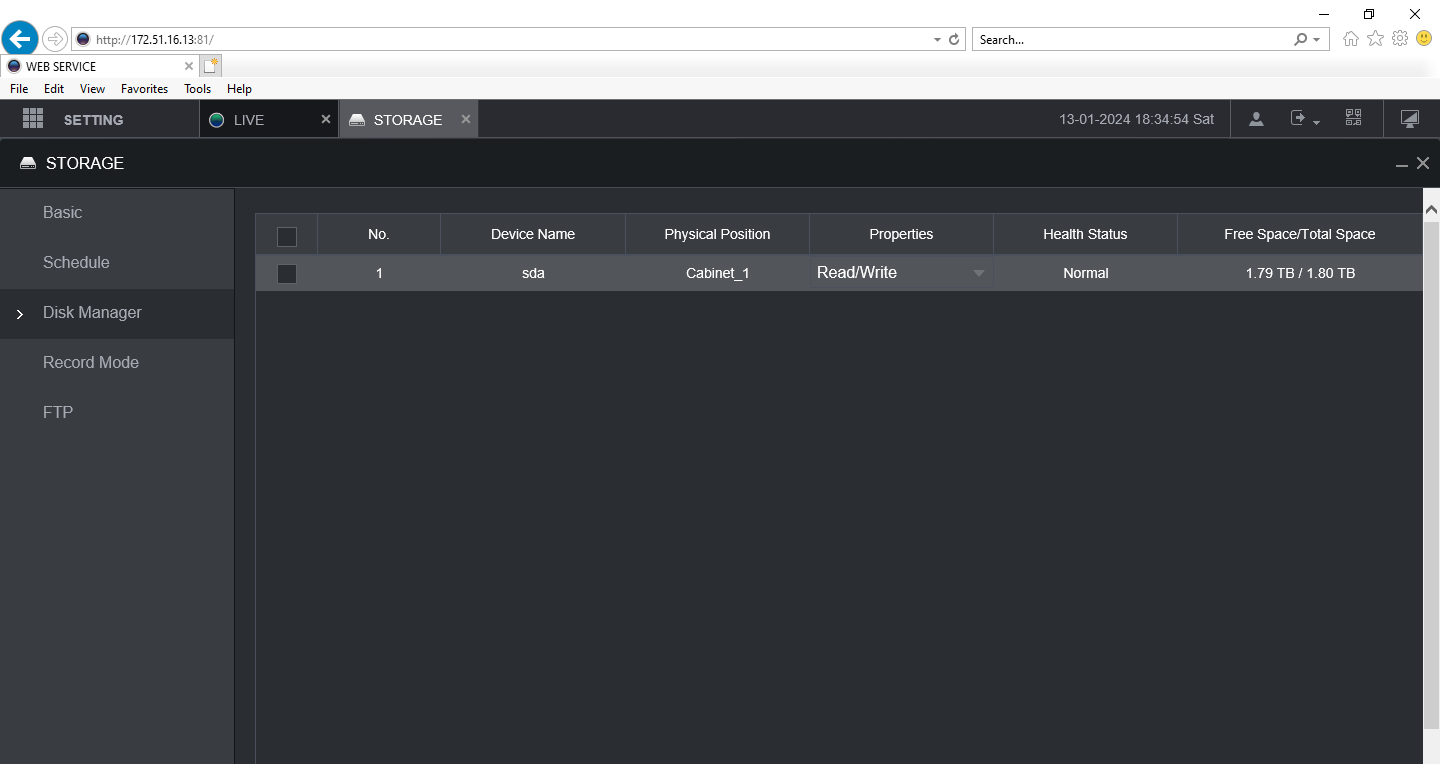 http://172.51.16.13:81/
Search...
WEB SERVICE
File Edit View Favorites Tools Help
SETTING LIVE STORAGE 13-01-2024 18:34:54 Sat
STORAGE
Basic
Schedule
Disk Manager
Record Mode
FTP
No. Device Name Physical Position Properties Health Status Free Space/Total Space
1 sda Cabinet_1 Read/Write Normal 1.79 TB / 1.80 TB